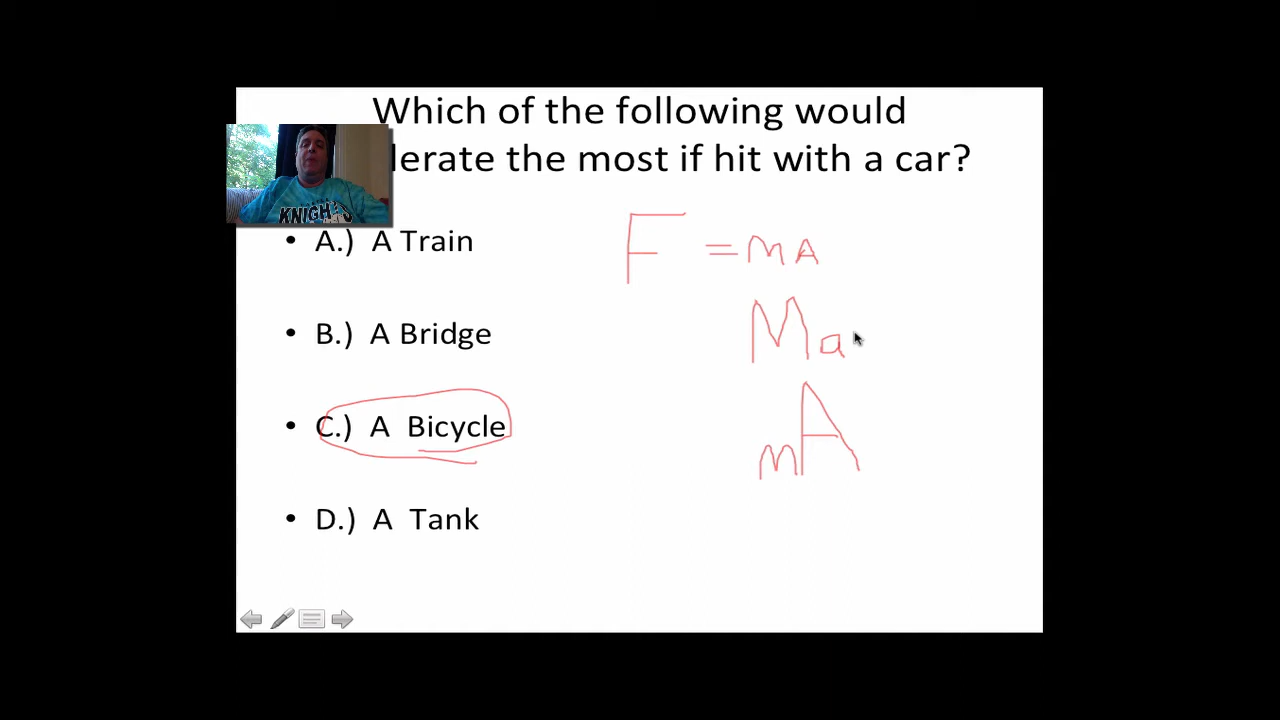 Which of the following would
lerate the most if hit with a car?
KNIGH
A.) A Train
F = MA
B.) A Bridge
Ma
C.) A Bicycle
mA
D.) A Tank